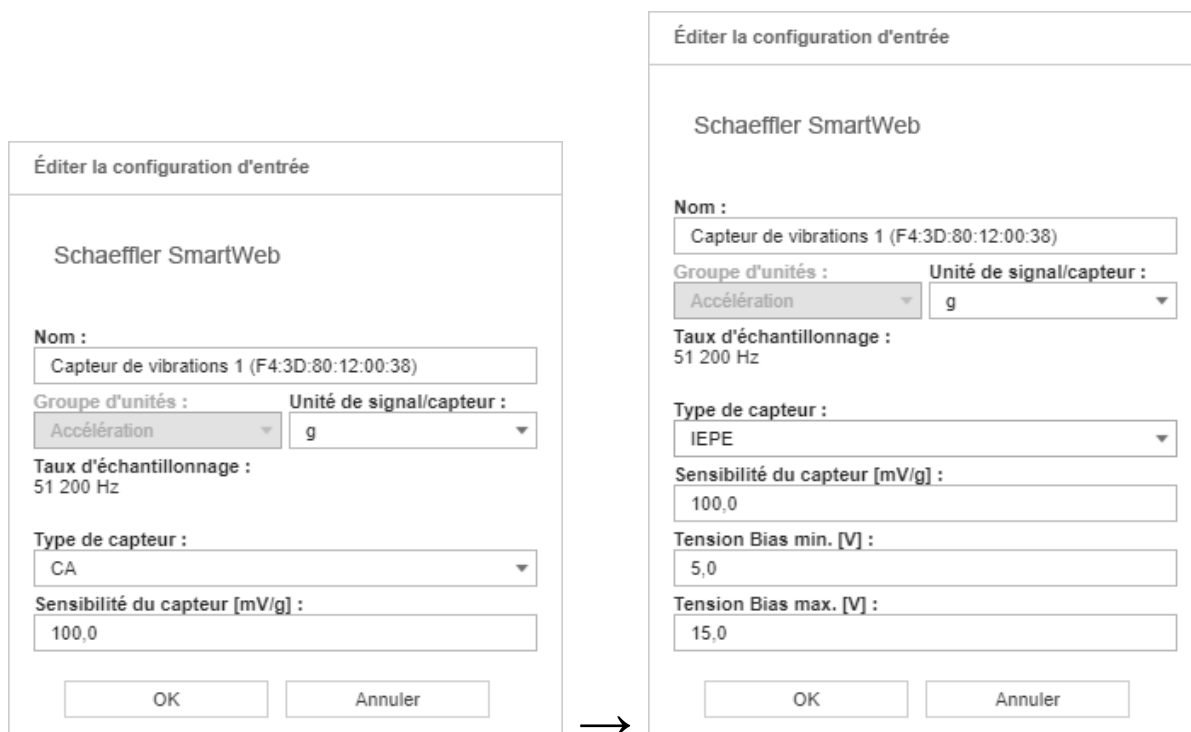 Éditer la configuration d'entrée
Schaeffler SmartWeb
Nom :
Capteur de vibrations 1 (F4:3D:80:12:00:38)
Groupe d'unités : Unité de signal/capteur :
Accélération g
Taux d'échantillonnage :
51 200 Hz
Type de capteur :
CA
Sensibilité du capteur [mV/g] :
100,0
OK Annuler
→
Éditer la configuration d'entrée
Schaeffler SmartWeb
Nom :
Capteur de vibrations 1 (F4:3D:80:12:00:38)
Groupe d'unités : Unité de signal/capteur :
Accélération g
Taux d'échantillonnage :
51 200 Hz
Type de capteur :
IEPE
Sensibilité du capteur [mV/g] :
100,0
Tension Bias min. [V] :
5,0
Tension Bias max. [V] :
15,0
OK Annuler